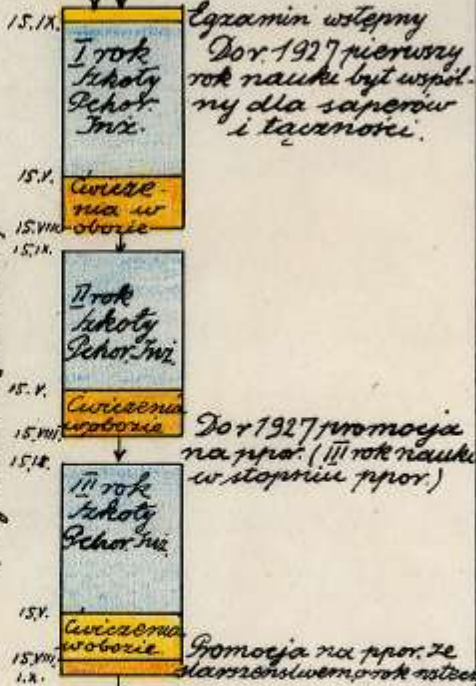 15.IX.
Egzamin wstępny
I rok
Szkoły
Pchor.
Inż.
Do r. 1927 pierwszy
rok nauki był wspól-
ny dla saperów
i łączności.
15.V.
Ćwicze-
nia w
obozie
15.VIII.
15.IX.
II rok
Szkoły
Pchor. Inż.
15.V.
Ćwiczenia
w obozie
15.VIII.
Do r 1927 promocja
na ppor. (III rok nauki
w stopniu ppor.)
15.IX.
III rok
Szkoły
Pchor. Inż.
15.V.
Ćwiczenia
w obozie
15.VIII.
Promocja na ppor. ze
starszeństwem o rok
1.X.